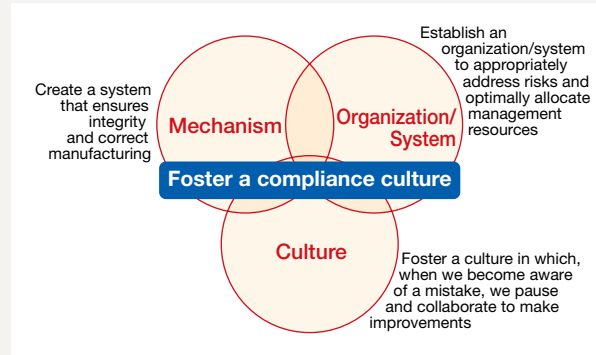 Create a system
that ensures
integrity
and correct
manufacturing
Mechanism
Establish an
organization/system
to appropriately
address risks and
optimally allocate
management
resources
Organization/
System
Foster a compliance culture
Culture
Foster a culture in which,
when we become aware
of a mistake, we pause
and collaborate to make
improvements